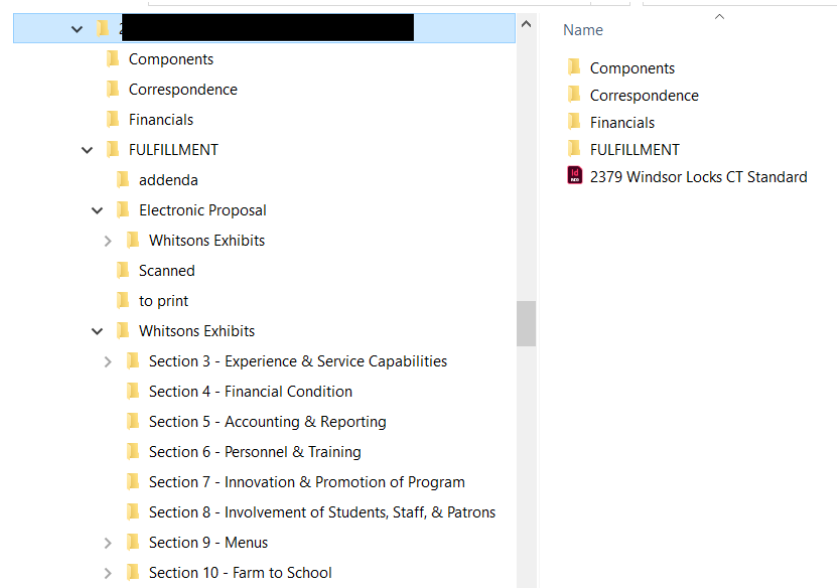 2
Components
Correspondence
Financials
FULFILLMENT
addenda
Electronic Proposal
Whitsons Exhibits
Scanned
to print
Whitsons Exhibits
Section 3 - Experience & Service Capabilities
Section 4 - Financial Condition
Section 5 - Accounting & Reporting
Section 6 - Personnel & Training
Section 7 - Innovation & Promotion of Program
Section 8 - Involvement of Students, Staff, & Patrons
Section 9 - Menus
Section 10 - Farm to School
Name
Components
Correspondence
Financials
FULFILLMENT
2379 Windsor Locks CT Standard